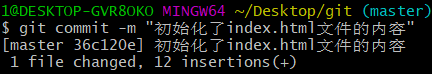 1@DESKTOP-GVR8OKO MINGW64 ~/Desktop/git (master)
$ git commit -m "初始化了index.html文件的内容"
[master 36c120e] 初始化了index.html文件的内容
 1 file changed, 12 insertions(+)